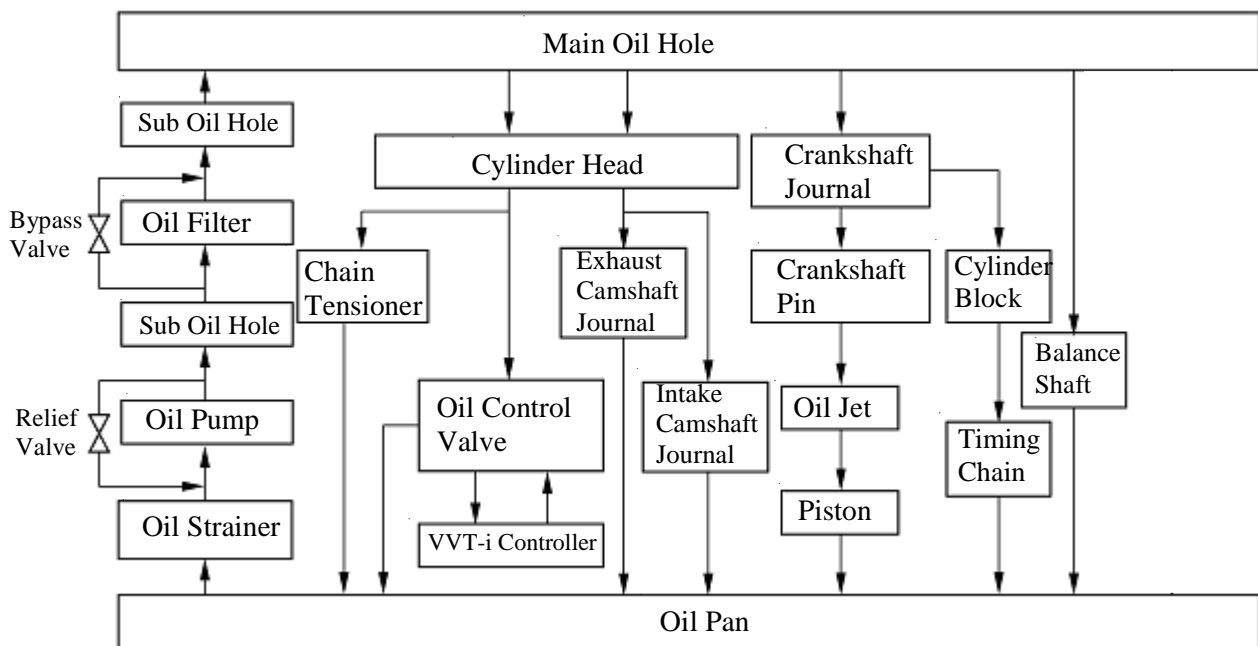 Main Oil Hole
Sub Oil Hole
Cylinder Head
Crankshaft
Journal
Bypass
Valve
Oil Filter
Chain
Tensioner
Exhaust
Camshaft
Journal
Crankshaft
Pin
Cylinder
Block
Sub Oil Hole
Balance
Shaft
Relief
Valve
Oil Pump
Oil Control
Valve
Intake
Camshaft
Journal
Oil Jet
Timing
Chain
Oil Strainer
VVT-i Controller
Piston
Oil Pan